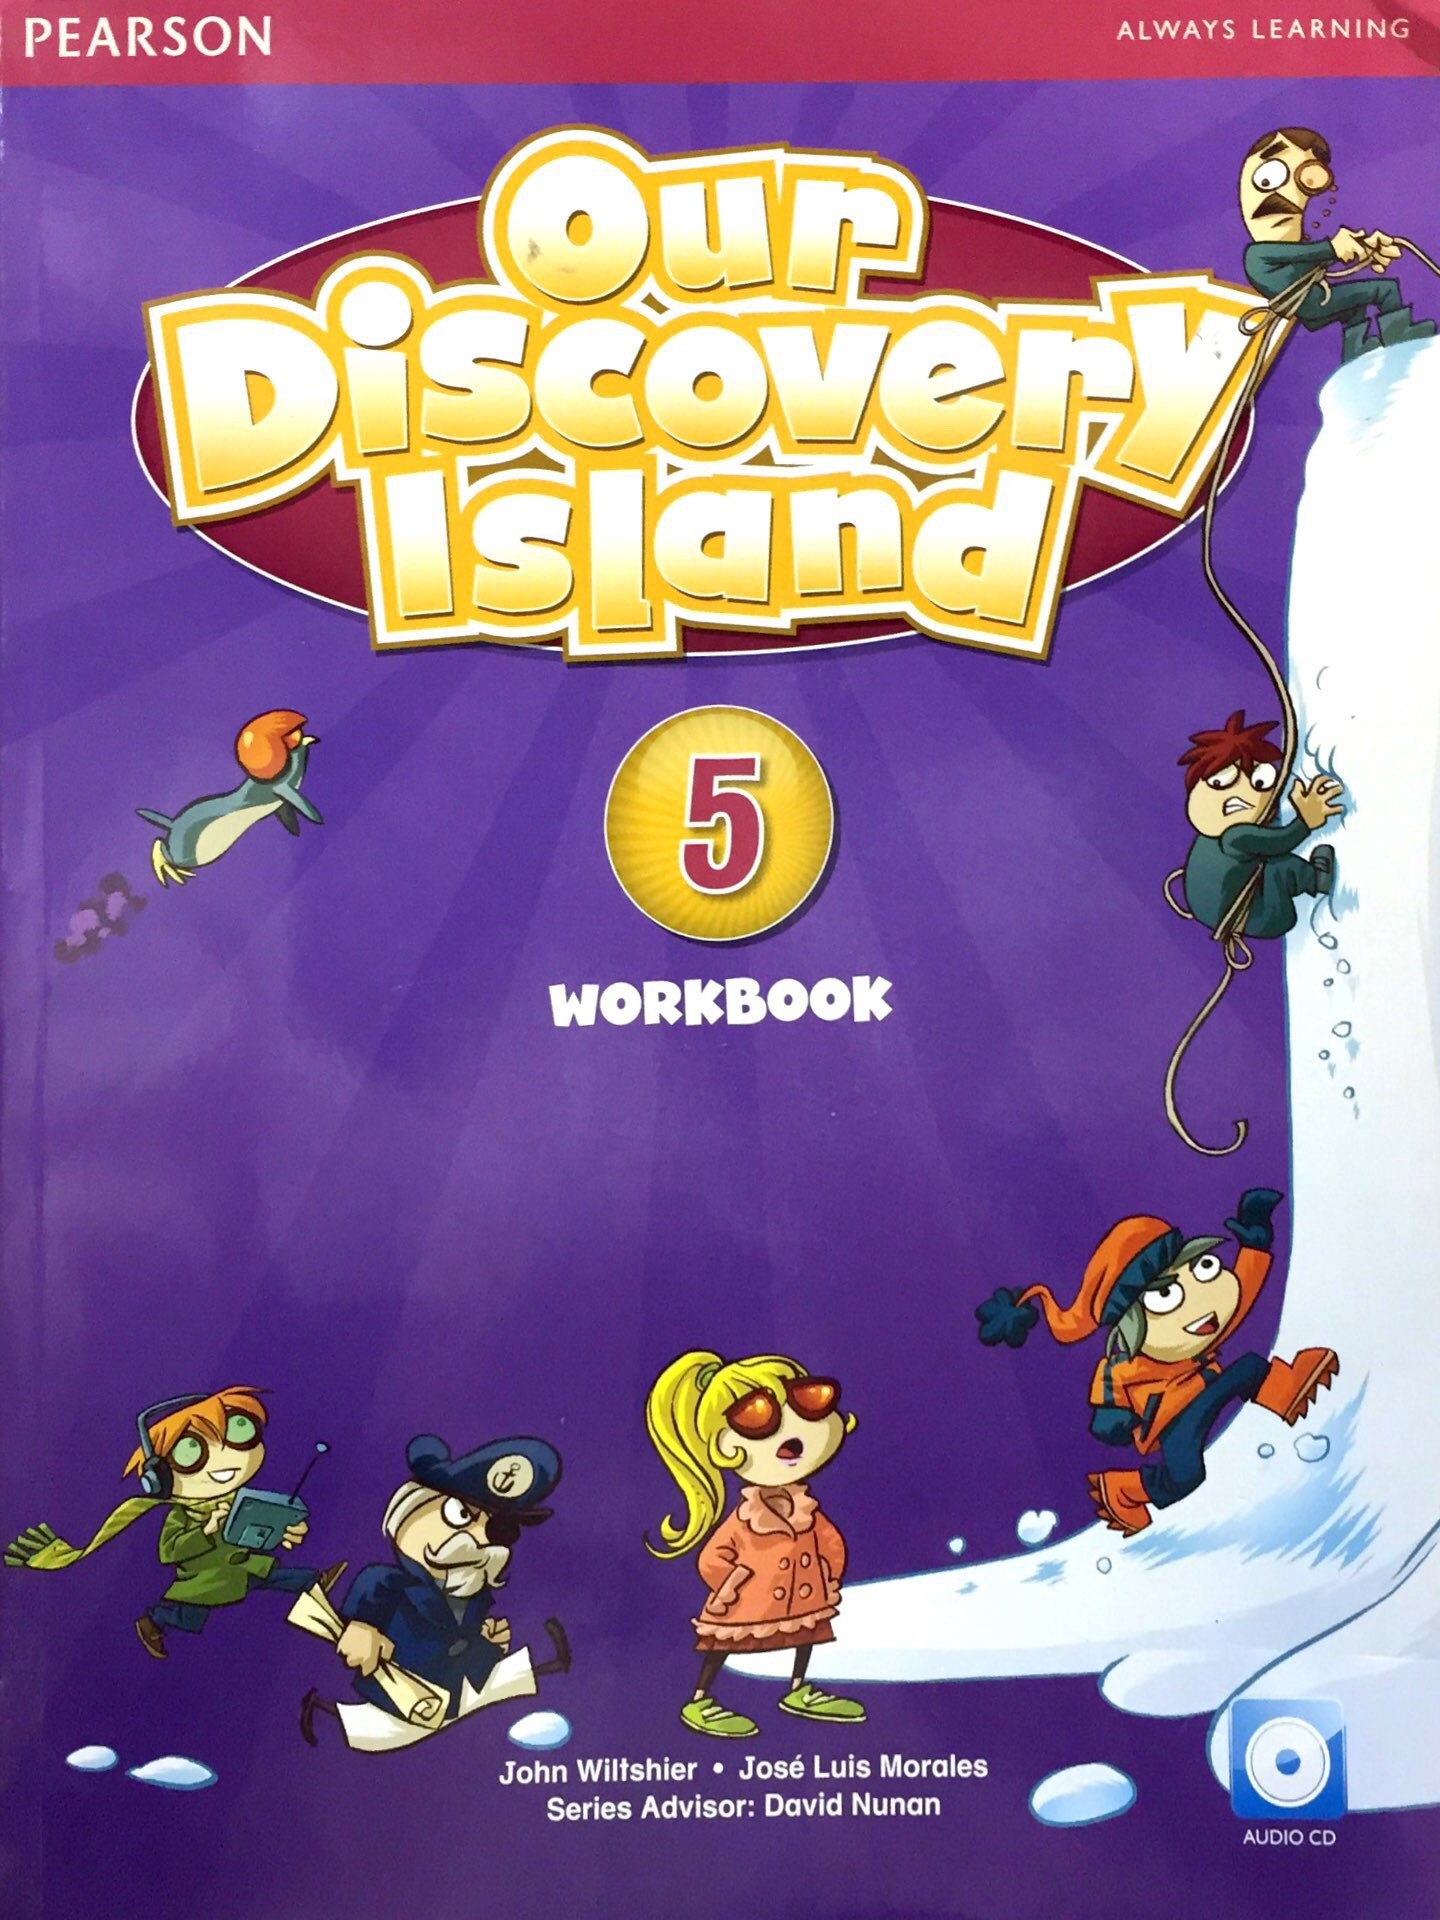 PEARSON
ALWAYS LEARNING
Our
Discovery
Island
5
WORKBOOK
John Wiltshier • José Luis Morales
Series Advisor: David Nunan
AUDIO CD